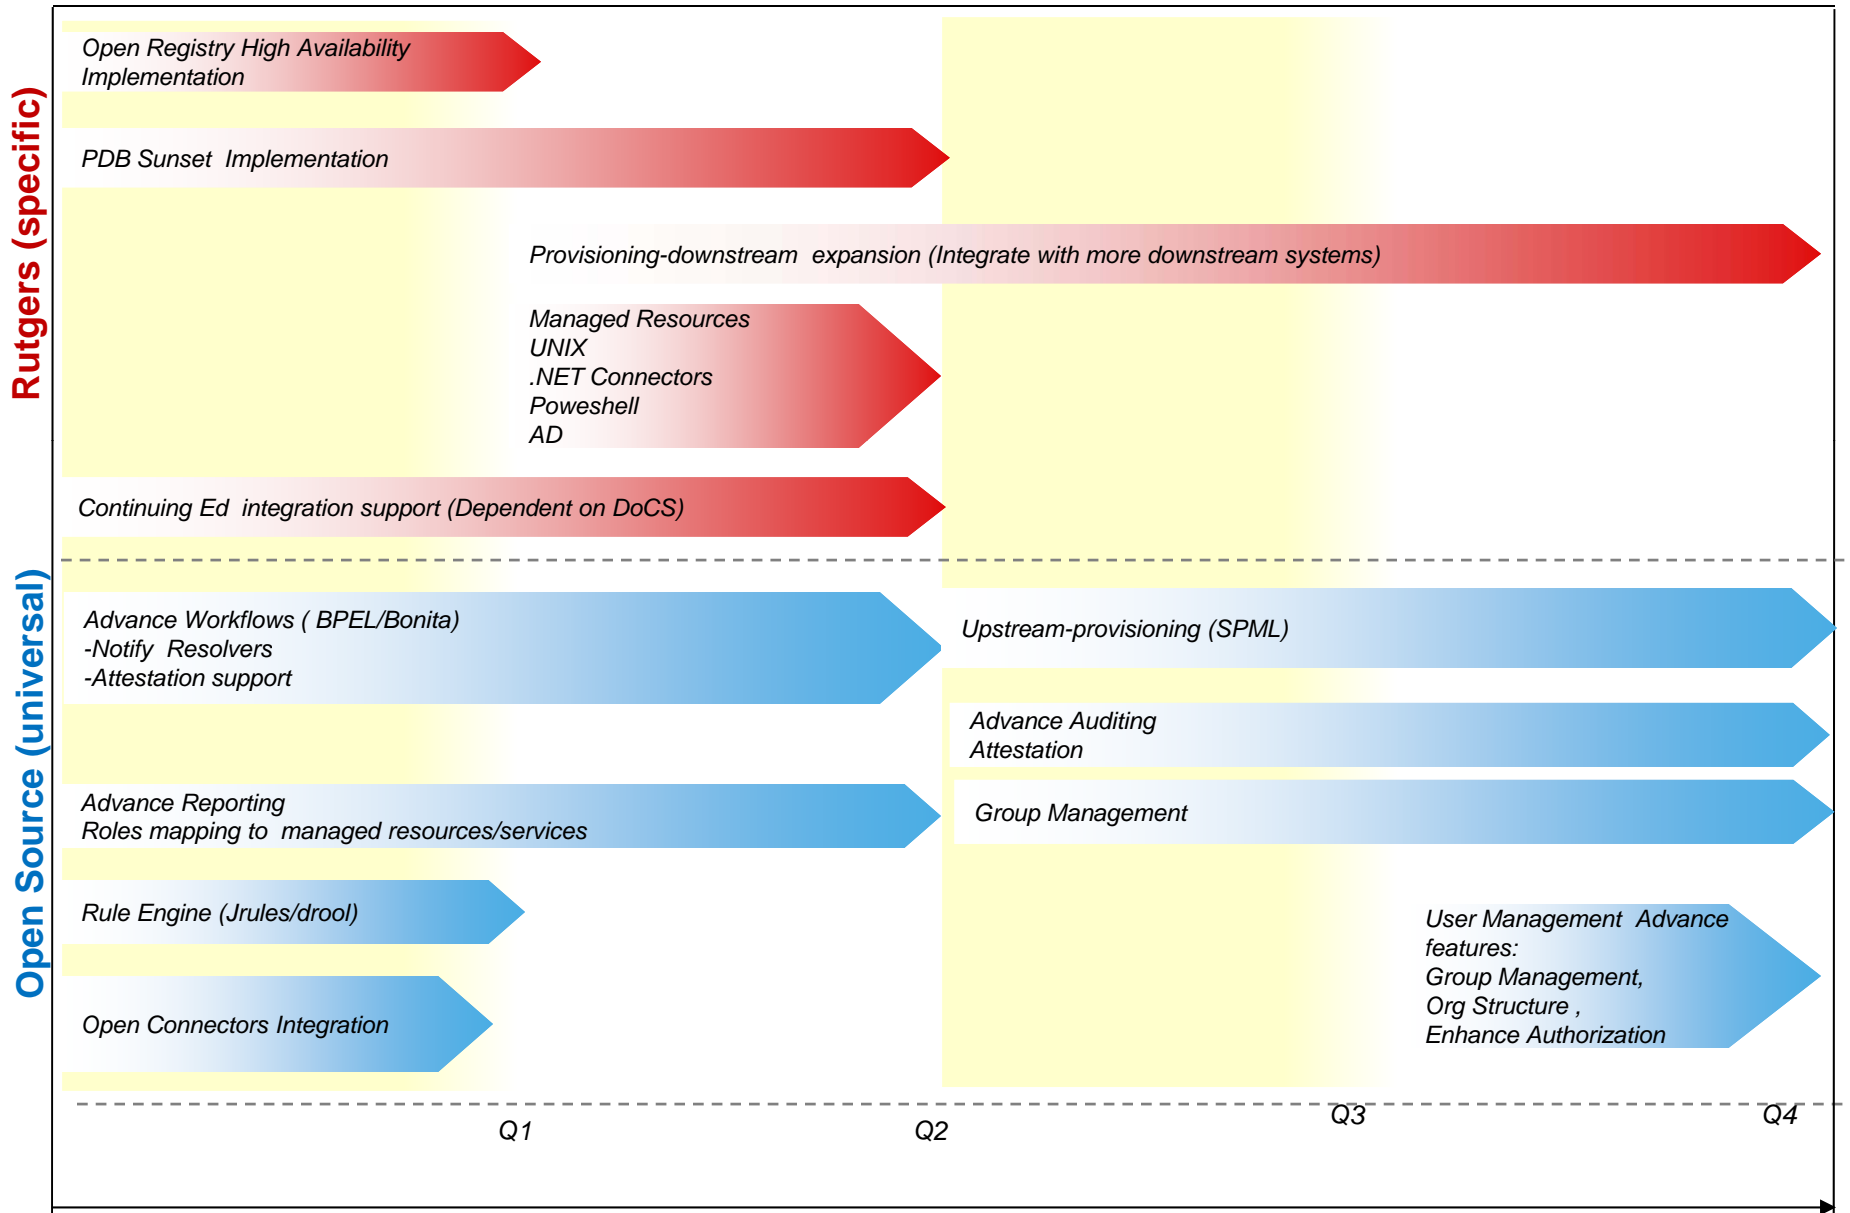 Rutgers (specific)
Open Registry High Availability
Implementation
PDB Sunset Implementation
Provisioning-downstream expansion (Integrate with more downstream systems)
Managed Resources
UNIX
.NET Connectors
Poweshell
AD
Continuing Ed integration support (Dependent on DoCS)
Open Source (universal)
Advance Workflows ( BPEL/Bonita)
-Notify Resolvers
-Attestation support
Upstream-provisioning (SPML)
Advance Auditing
Attestation
Advance Reporting
Roles mapping to managed resources/services
Group Management
Rule Engine (Jrules/drool)
User Management Advance
features:
Group Management,
Org Structure ,
Enhance Authorization
Open Connectors Integration
Q1
Q2
Q3
Q4